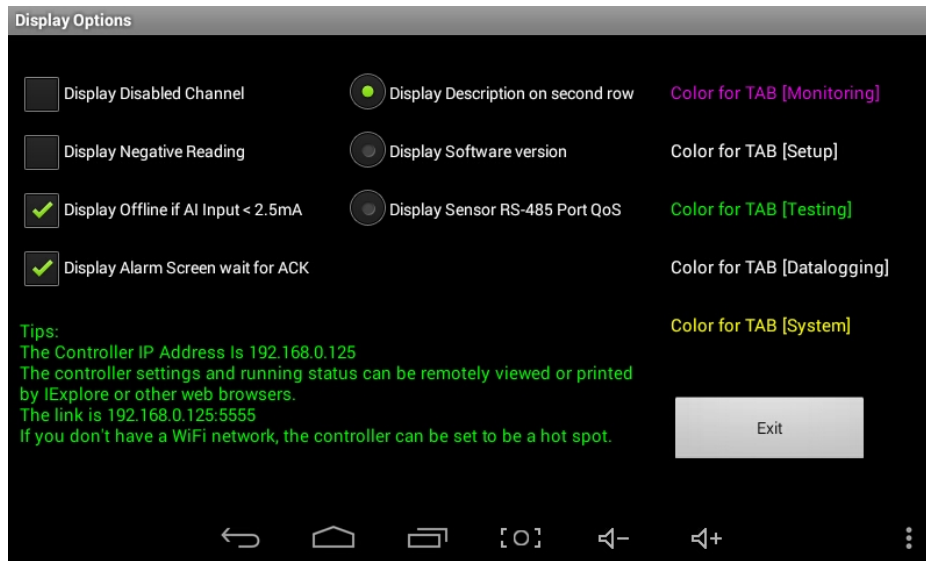 Display Options
Display Disabled Channel
Display Description on second row
Color for TAB [Monitoring]
Display Negative Reading
Display Software version
Color for TAB [Setup]
Display Offline if AI Input < 2.5mA
Display Sensor RS-485 Port QoS
Color for TAB [Testing]
Display Alarm Screen wait for ACK
Color for TAB [Datalogging]
Color for TAB [System]
Tips:
The Controller IP Address Is 192.168.0.125
The controller settings and running status can be remotely viewed or printed
by IExplore or other web browsers.
The link is 192.168.0.125:5555
If you don't have a WiFi network, the controller can be set to be a hot spot.
Exit